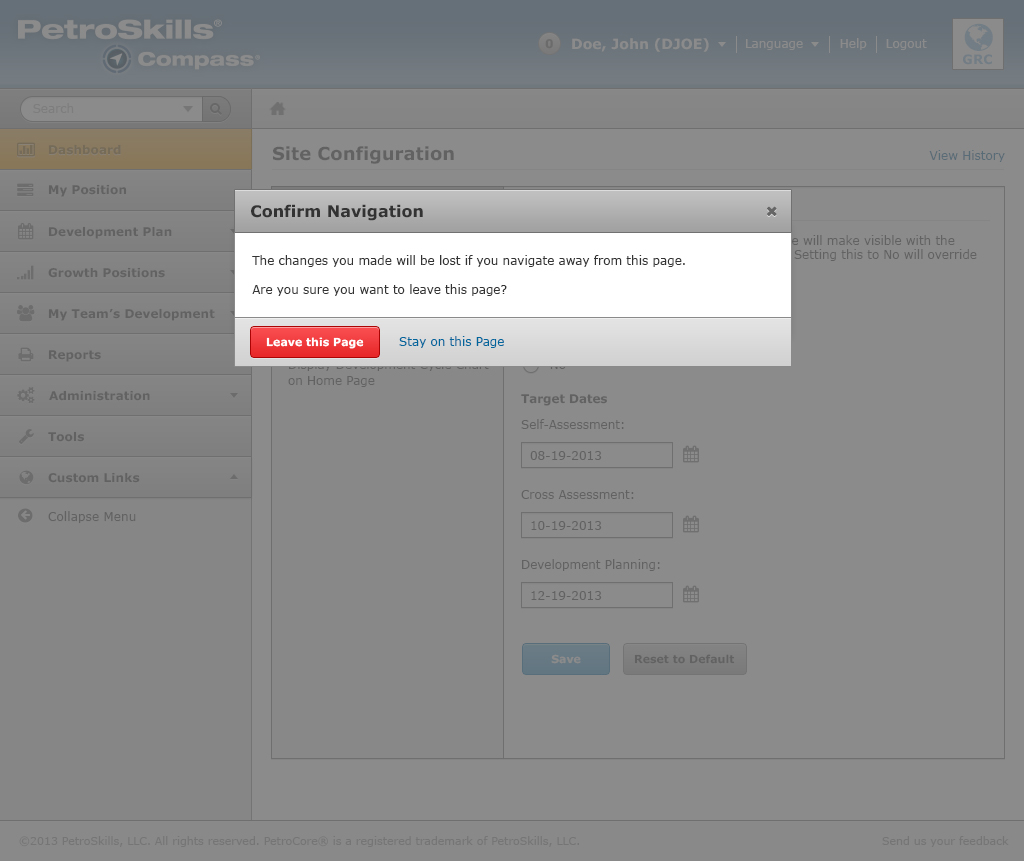 PetroSkills®
Compass®
0 Doe, John (DJOE) Language Help Logout
GRC
Search
Dashboard
My Position
Development Plan
Growth Positions
My Team's Development
Reports
Administration
Tools
Custom Links
Collapse Menu
Site Configuration
View History
Confirm Navigation
The changes you made will be lost if you navigate away from this page.
Are you sure you want to leave this page?
Leave this Page Stay on this Page
e will make visible with the
Setting this to No will override
Display Development Cycle Chart
on Home Page
No
Target Dates
Self-Assessment:
08-19-2013
Cross Assessment:
10-19-2013
Development Planning:
12-19-2013
Save Reset to Default
©2013 PetroSkills, LLC. All rights reserved. PetroCore® is a registered trademark of PetroSkills, LLC.
Send us your feedback